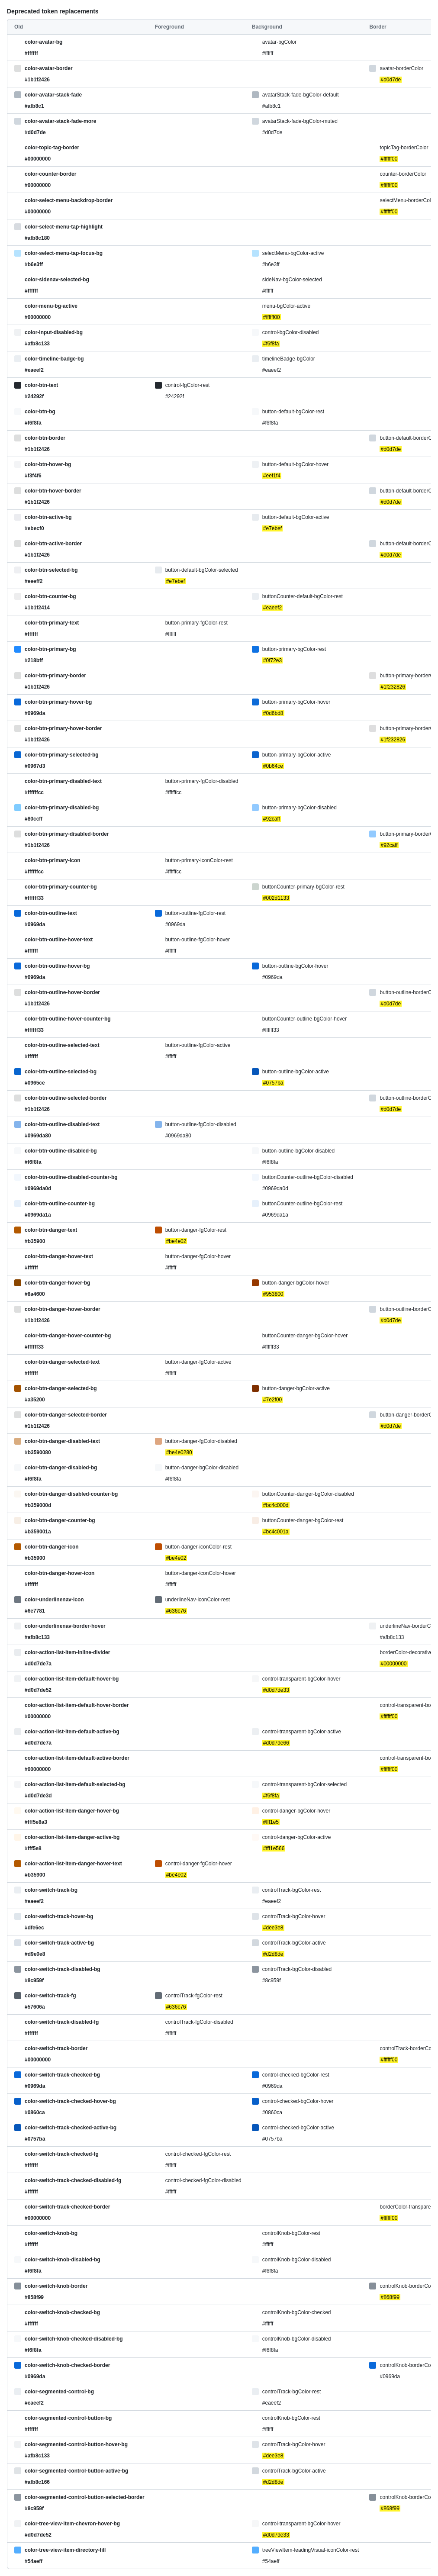 Deprecated token replacements
Old Foreground Background Border
color-avatar-bg avatar-bgColor
#ffffff #ffffff
color-avatar-border avatar-borderColor
#1b1f2426 #d0d7de
color-avatar-stack-fade avatarStack-fade-bgColor-default
#afb8c1 #afb8c1
color-avatar-stack-fade-more avatarStack-fade-bgColor-muted
#d0d7de #d0d7de
color-topic-tag-border topicTag-borderColor
#00000000 #ffffff00
color-counter-border counter-borderColor
#00000000 #ffffff00
color-select-menu-backdrop-border selectMenu-borderCol
#00000000 #ffffff00
color-select-menu-tap-highlight
#afb8c180
color-select-menu-tap-focus-bg selectMenu-bgColor-active
#b6e3ff #b6e3ff
color-sidenav-selected-bg sideNav-bgColor-selected
#ffffff #ffffff
color-menu-bg-active menu-bgColor-active
#00000000 #ffffff00
color-input-disabled-bg control-bgColor-disabled
#afb8c133 #f6f8fa
color-timeline-badge-bg timelineBadge-bgColor
#eaeef2 #eaeef2
color-btn-text control-fgColor-rest
#24292f #24292f
color-btn-bg button-default-bgColor-rest
#f6f8fa #f6f8fa
color-btn-border button-default-borderC
#1b1f2426 #d0d7de
color-btn-hover-bg button-default-bgColor-hover
#f3f4f6 #eef1f4
color-btn-hover-border button-default-borderC
#1b1f2426 #d0d7de
color-btn-active-bg button-default-bgColor-active
#ebecf0 #e7ebef
color-btn-active-border button-default-borderC
#1b1f2426 #d0d7de
color-btn-selected-bg button-default-bgColor-selected
#eeeff2 #e7ebef
color-btn-counter-bg buttonCounter-default-bgColor-rest
#1b1f2414 #eaeef2
color-btn-primary-text button-primary-fgColor-rest
#ffffff #ffffff
color-btn-primary-bg button-primary-bgColor-rest
#218bff #0f72e3
color-btn-primary-border button-primary-border
#1b1f2426 #1f232826
color-btn-primary-hover-bg button-primary-bgColor-hover
#0969da #0d6bd8
color-btn-primary-hover-border button-primary-border
#1b1f2426 #1f232826
color-btn-primary-selected-bg button-primary-bgColor-active
#0967d3 #0b64ce
color-btn-primary-disabled-text button-primary-fgColor-disabled
#ffffffcc #ffffffcc
color-btn-primary-disabled-bg button-primary-bgColor-disabled
#80ccff #92caff
color-btn-primary-disabled-border button-primary-border
#1b1f2426 #92caff
color-btn-primary-icon button-primary-iconColor-rest
#ffffffcc #ffffffcc
color-btn-primary-counter-bg buttonCounter-primary-bgColor-rest
#ffffff33 #002d1133
color-btn-outline-text button-outline-fgColor-rest
#0969da #0969da
color-btn-outline-hover-text button-outline-fgColor-hover
#ffffff #ffffff
color-btn-outline-hover-bg button-outline-bgColor-hover
#0969da #0969da
color-btn-outline-hover-border button-outline-borderC
#1b1f2426 #d0d7de
color-btn-outline-hover-counter-bg buttonCounter-outline-bgColor-hover
#ffffff33 #ffffff33
color-btn-outline-selected-text button-outline-fgColor-active
#ffffff #ffffff
color-btn-outline-selected-bg button-outline-bgColor-active
#0965ce #0757ba
color-btn-outline-selected-border button-outline-borderC
#1b1f2426 #d0d7de
color-btn-outline-disabled-text button-outline-fgColor-disabled
#0969da80 #0969da80
color-btn-outline-disabled-bg button-outline-bgColor-disabled
#f6f8fa #f6f8fa
color-btn-outline-disabled-counter-bg buttonCounter-outline-bgColor-disabled
#0969da0d #0969da0d
color-btn-outline-counter-bg buttonCounter-outline-bgColor-rest
#0969da1a #0969da1a
color-btn-danger-text button-danger-fgColor-rest
#b35900 #be4e02
color-btn-danger-hover-text button-danger-fgColor-hover
#ffffff #ffffff
color-btn-danger-hover-bg button-danger-bgColor-hover
#8a4600 #953800
color-btn-danger-hover-border button-outline-borderC
#1b1f2426 #d0d7de
color-btn-danger-hover-counter-bg buttonCounter-danger-bgColor-hover
#ffffff33 #ffffff33
color-btn-danger-selected-text button-danger-fgColor-active
#ffffff #ffffff
color-btn-danger-selected-bg button-danger-bgColor-active
#a35200 #7e2f00
color-btn-danger-selected-border button-danger-borderC
#1b1f2426 #d0d7de
color-btn-danger-disabled-text button-danger-fgColor-disabled
#b3590080 #be4e0280
color-btn-danger-disabled-bg button-danger-bgColor-disabled
#f6f8fa #f6f8fa
color-btn-danger-disabled-counter-bg buttonCounter-danger-bgColor-disabled
#b359000d #bc4c000d
color-btn-danger-counter-bg buttonCounter-danger-bgColor-rest
#b359001a #bc4c001a
color-btn-danger-icon button-danger-iconColor-rest
#b35900 #be4e02
color-btn-danger-hover-icon button-danger-iconColor-hover
#ffffff #ffffff
color-underlinenav-icon underlineNav-iconColor-rest
#6e7781 #636c76
color-underlinenav-border-hover underlineNav-borderC
#afb8c133 #afb8c133
color-action-list-item-inline-divider borderColor-decorative
#d0d7de7a #00000000
color-action-list-item-default-hover-bg control-transparent-bgColor-hover
#d0d7de52 #d0d7de33
color-action-list-item-default-hover-border control-transparent-bo
#00000000 #ffffff00
color-action-list-item-default-active-bg control-transparent-bgColor-active
#d0d7de7a #d0d7de66
color-action-list-item-default-active-border control-transparent-bo
#00000000 #ffffff00
color-action-list-item-default-selected-bg control-transparent-bgColor-selected
#d0d7de3d #f6f8fa
color-action-list-item-danger-hover-bg control-danger-bgColor-hover
#fff5e8a3 #fff1e5
color-action-list-item-danger-active-bg control-danger-bgColor-active
#fff5e8 #fff1e566
color-action-list-item-danger-hover-text control-danger-fgColor-hover
#b35900 #be4e02
color-switch-track-bg controlTrack-bgColor-rest
#eaeef2 #eaeef2
color-switch-track-hover-bg controlTrack-bgColor-hover
#dfe6ec #dee3e8
color-switch-track-active-bg controlTrack-bgColor-active
#d9e0e8 #d2d8de
color-switch-track-disabled-bg controlTrack-bgColor-disabled
#8c959f #8c959f
color-switch-track-fg controlTrack-fgColor-rest
#57606a #636c76
color-switch-track-disabled-fg controlTrack-fgColor-disabled
#ffffff #ffffff
color-switch-track-border controlTrack-borderCo
#00000000 #ffffff00
color-switch-track-checked-bg control-checked-bgColor-rest
#0969da #0969da
color-switch-track-checked-hover-bg control-checked-bgColor-hover
#0860ca #0860ca
color-switch-track-checked-active-bg control-checked-bgColor-active
#0757ba #0757ba
color-switch-track-checked-fg control-checked-fgColor-rest
#ffffff #ffffff
color-switch-track-checked-disabled-fg control-checked-fgColor-disabled
#ffffff #ffffff
color-switch-track-checked-border borderColor-transpare
#00000000 #ffffff00
color-switch-knob-bg controlKnob-bgColor-rest
#ffffff #ffffff
color-switch-knob-disabled-bg controlKnob-bgColor-disabled
#f6f8fa #f6f8fa
color-switch-knob-border controlKnob-borderCo
#858f99 #868f99
color-switch-knob-checked-bg controlKnob-bgColor-checked
#ffffff #ffffff
color-switch-knob-checked-disabled-bg controlKnob-bgColor-disabled
#f6f8fa #f6f8fa
color-switch-knob-checked-border controlKnob-borderCo
#0969da #0969da
color-segmented-control-bg controlTrack-bgColor-rest
#eaeef2 #eaeef2
color-segmented-control-button-bg controlKnob-bgColor-rest
#ffffff #ffffff
color-segmented-control-button-hover-bg controlTrack-bgColor-hover
#afb8c133 #dee3e8
color-segmented-control-button-active-bg controlTrack-bgColor-active
#afb8c166 #d2d8de
color-segmented-control-button-selected-border controlKnob-borderCo
#8c959f #868f99
color-tree-view-item-chevron-hover-bg control-transparent-bgColor-hover
#d0d7de52 #d0d7de33
color-tree-view-item-directory-fill treeViewItem-leadingVisual-iconColor-rest
#54aeff #54aeff